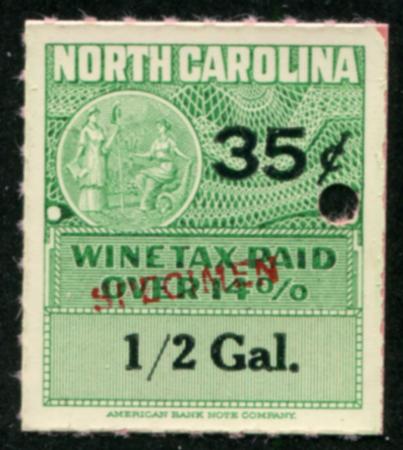 NORTH CAROLINA
35¢
WINE TAX PAID
OVER 14%
SPECIMEN
1/2 Gal.
AMERICAN BANK NOTE COMPANY.